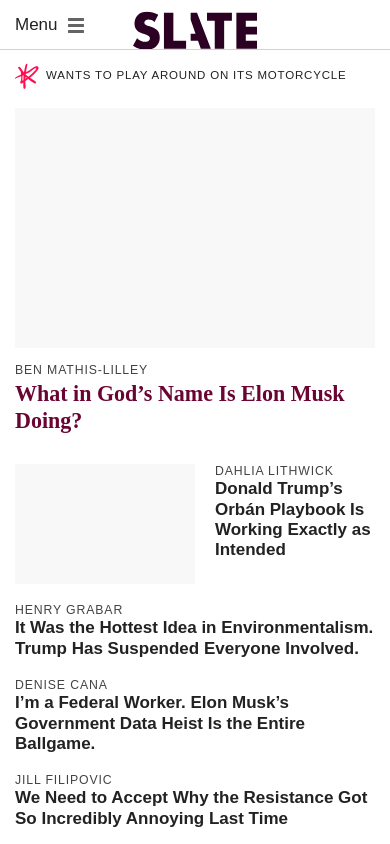 Menu
SLATE
WANTS TO PLAY AROUND ON ITS MOTORCYCLE
BEN MATHIS-LILLEY
What in God’s Name Is Elon Musk
Doing?
DAHLIA LITHWICK
Donald Trump’s
Orbán Playbook Is
Working Exactly as
Intended
HENRY GRABAR
It Was the Hottest Idea in Environmentalism.
Trump Has Suspended Everyone Involved.
DENISE CANA
I’m a Federal Worker. Elon Musk’s
Government Data Heist Is the Entire
Ballgame.
JILL FILIPOVIC
We Need to Accept Why the Resistance Got
So Incredibly Annoying Last Time